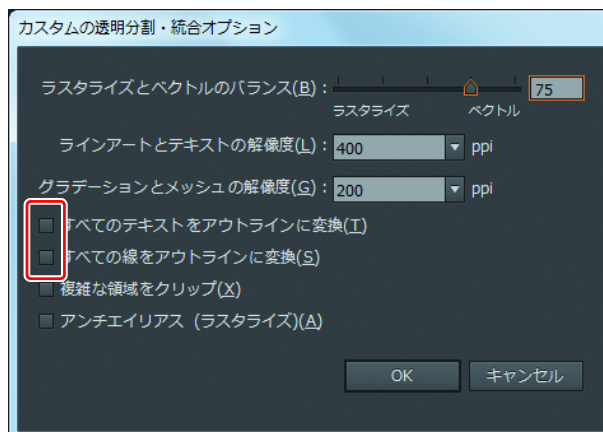 カスタムの透明分割・統合オプション
ラスタライズとベクトルのバランス(B)： 75
ラスタライズ ベクトル
ラインアートとテキストの解像度(L)： 400 ppi
グラデーションとメッシュの解像度(G)： 200 ppi
すべてのテキストをアウトラインに変換(T)
すべての線をアウトラインに変換(S)
複雑な領域をクリップ(X)
アンチエイリアス (ラスタライズ)(A)
OK キャンセル